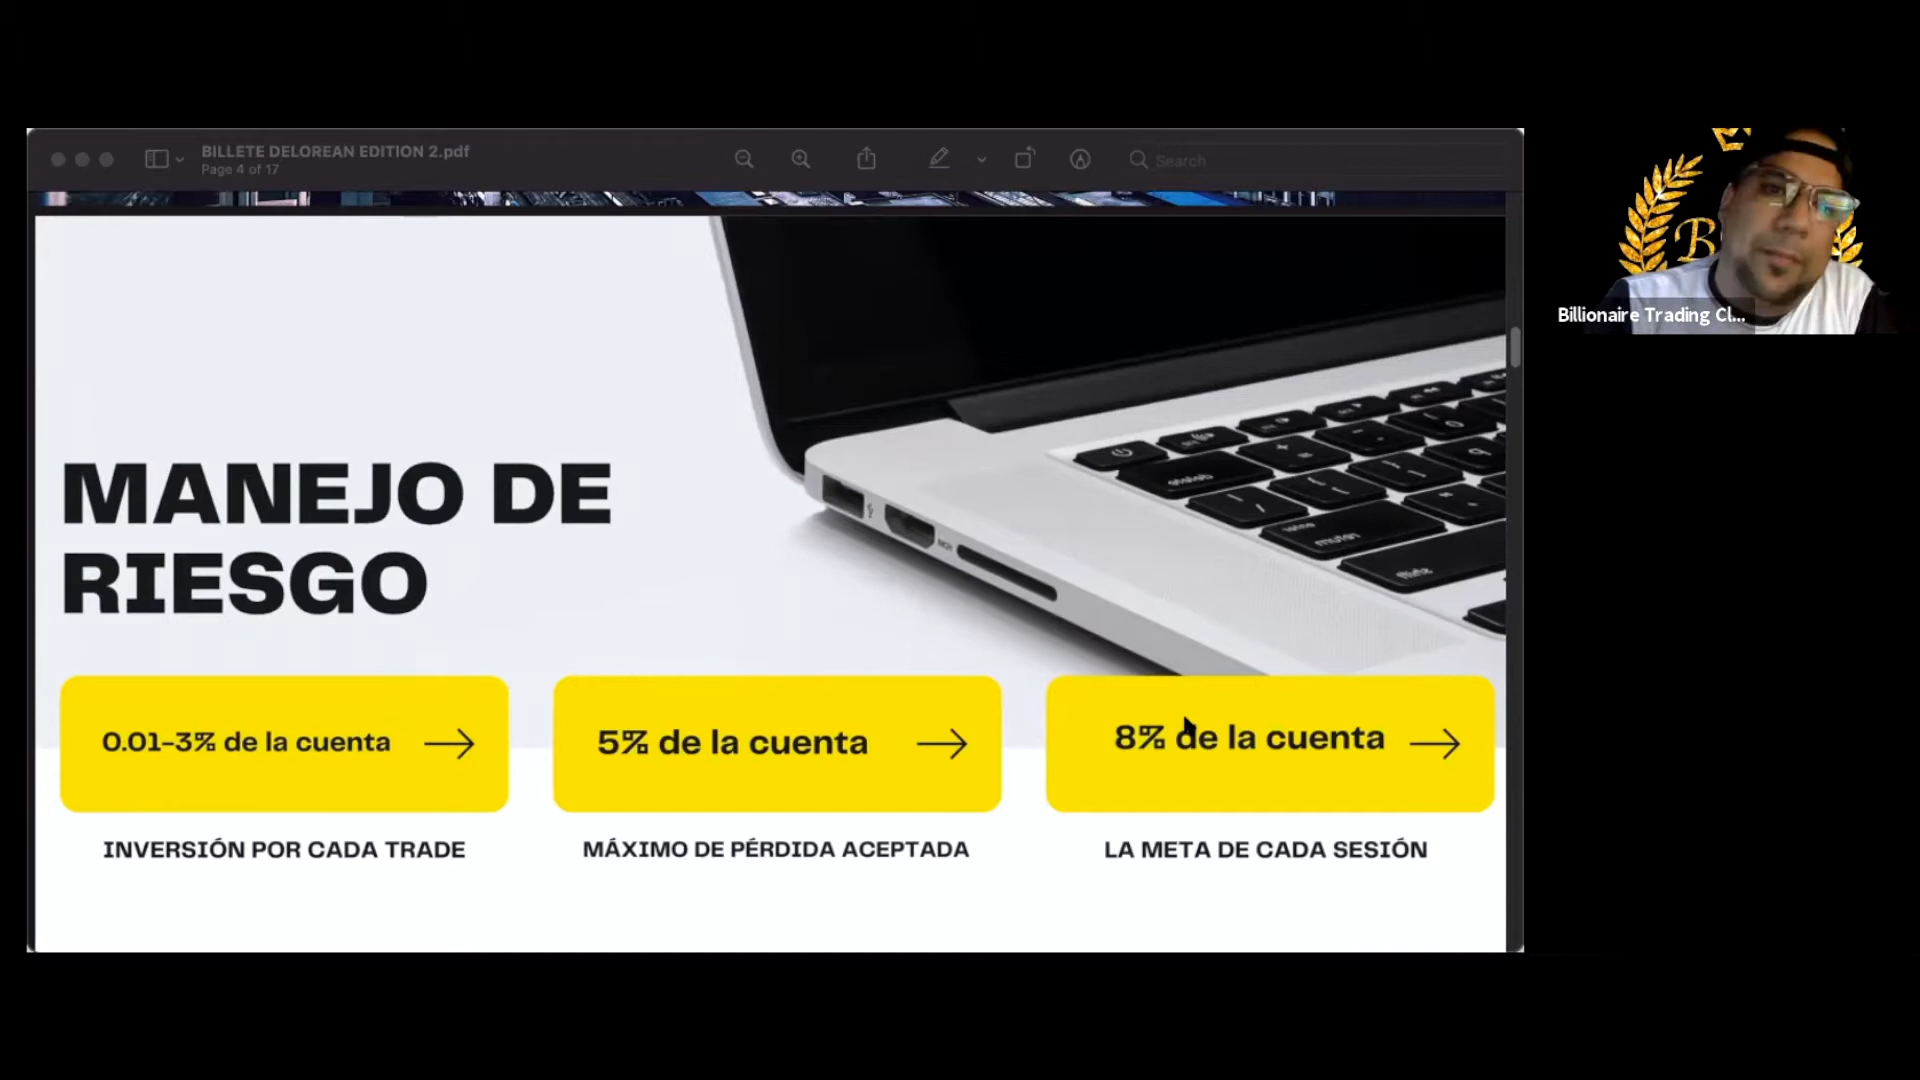 BILLETE DELOREAN EDITION 2.pdf
Page 4 of 17
Search
B
Billionaire Trading Cl...
MANEJO DE
RIESGO
0.01-3% de la cuenta
5% de la cuenta
8% de la cuenta
INVERSIÓN POR CADA TRADE
MÁXIMO DE PÉRDIDA ACEPTADA
LA META DE CADA SESIÓN